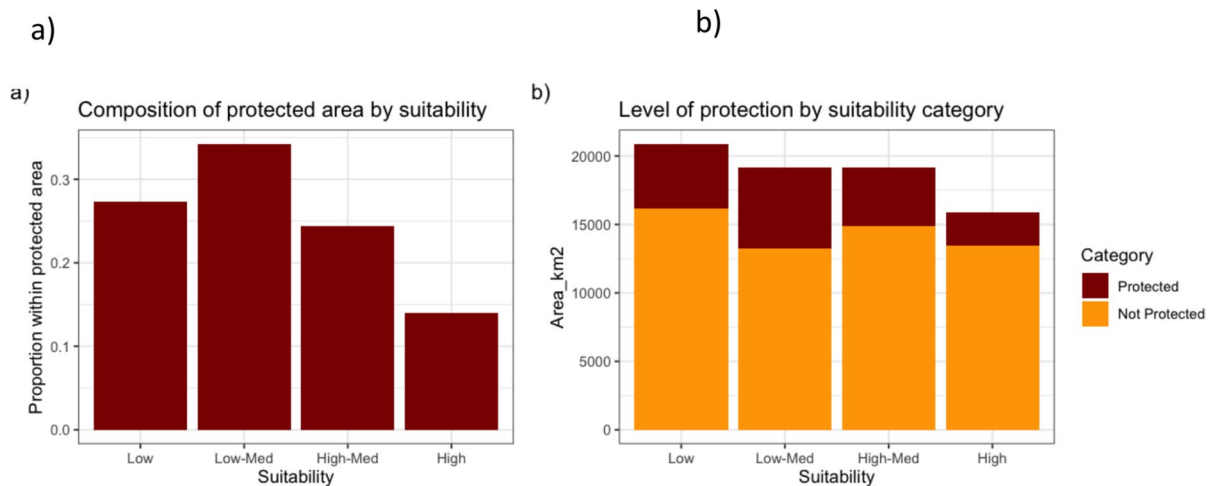 a)
b)
a)
Composition of protected area by suitability
Proportion within protected area
0.3
0.2
0.1
0.0
Low
Low-Med
High-Med
High
Suitability
b)
Level of protection by suitability category
Area_km2
20000
15000
10000
5000
0
Low
Low-Med
High-Med
High
Suitability
Category
Protected
Not Protected